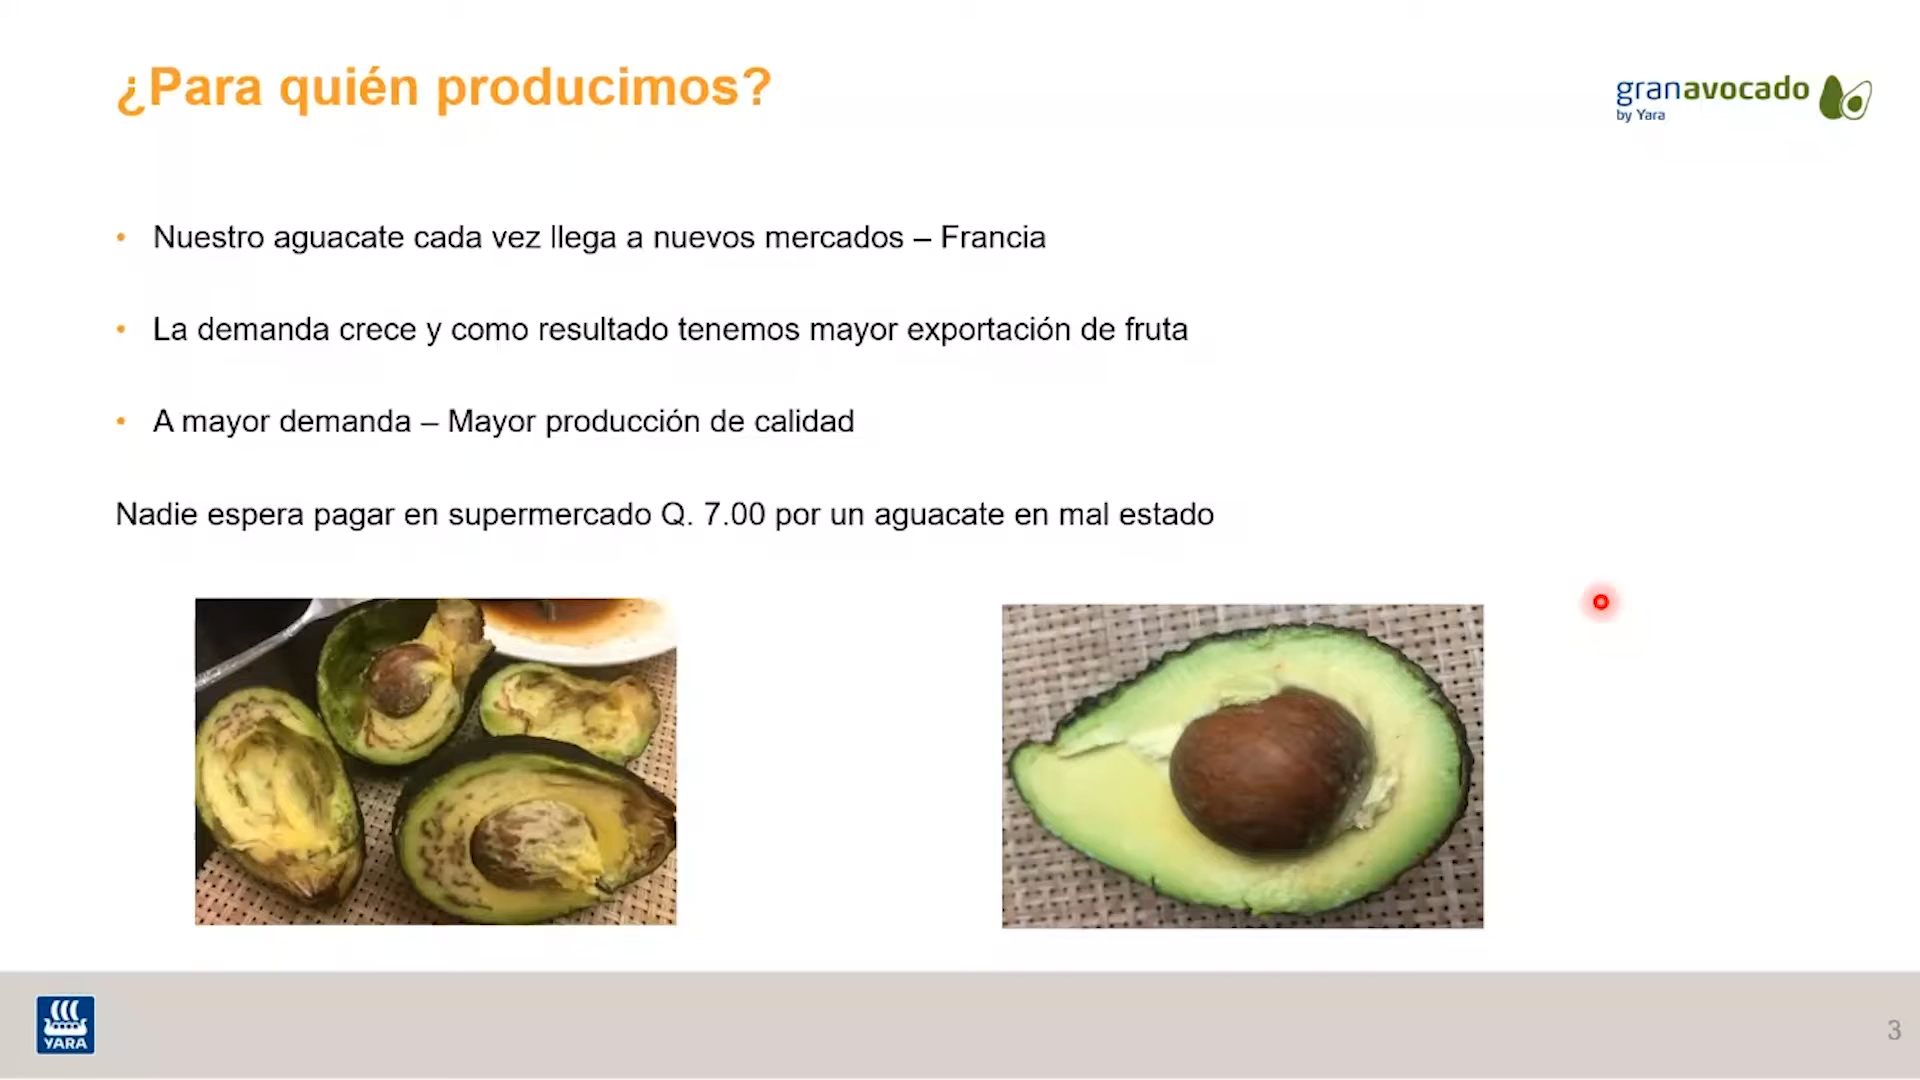 ¿Para quién producimos?
granavocado
by Yara
• Nuestro aguacate cada vez llega a nuevos mercados – Francia
• La demanda crece y como resultado tenemos mayor exportación de fruta
• A mayor demanda – Mayor producción de calidad
Nadie espera pagar en supermercado Q. 7.00 por un aguacate en mal estado
YARA
3